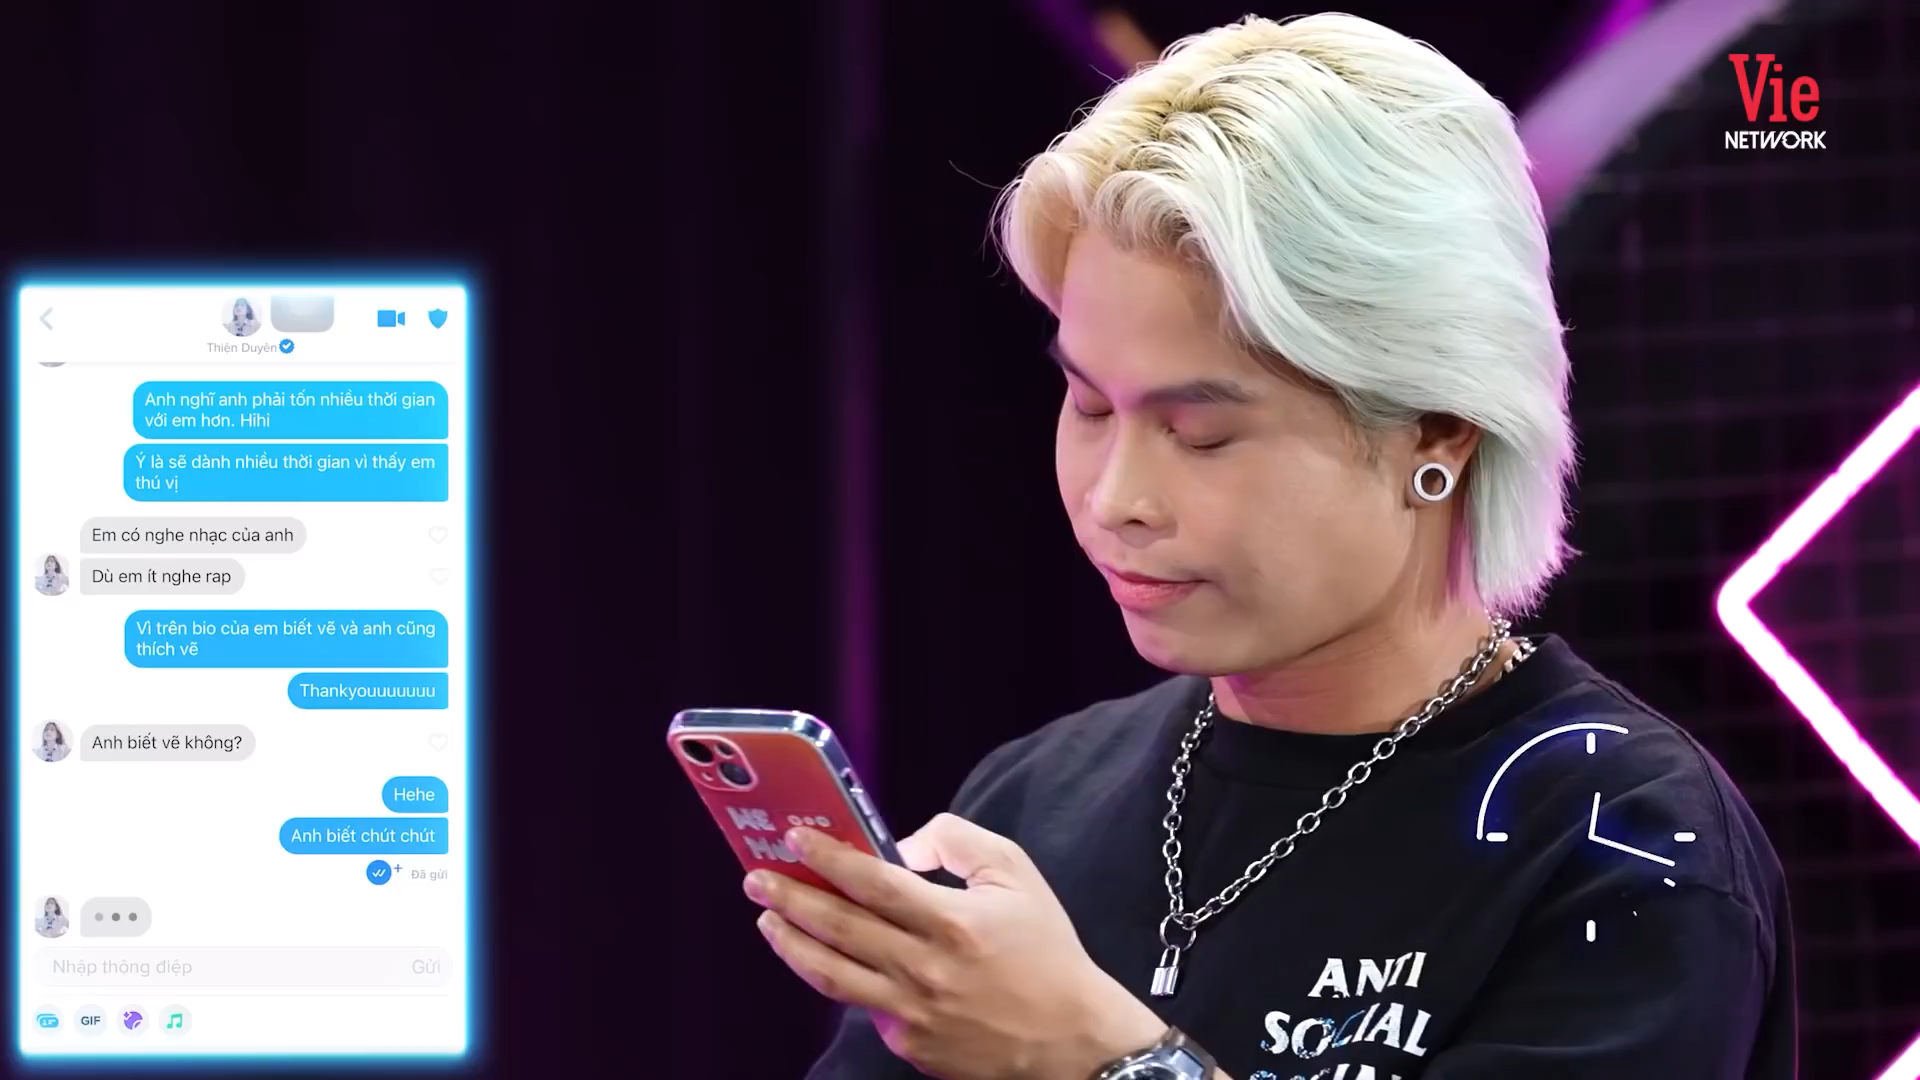 Vie
NETWORK
Thiện Duyên
Anh nghĩ anh phải tốn nhiều thời gian
với em hơn. Hihi
Ý là sẽ dành nhiều thời gian vì thấy em
thú vị
Em có nghe nhạc của anh
Dù em ít nghe rap
Vì trên bio của em biết vẽ và anh cũng
thích vẽ
Thankyouuuuuuu
Anh biết vẽ không?
Hehe
Anh biết chút chút
Đã gửi
Nhập thông điệp
Gửi
GIF
ANTI
SOCIAL